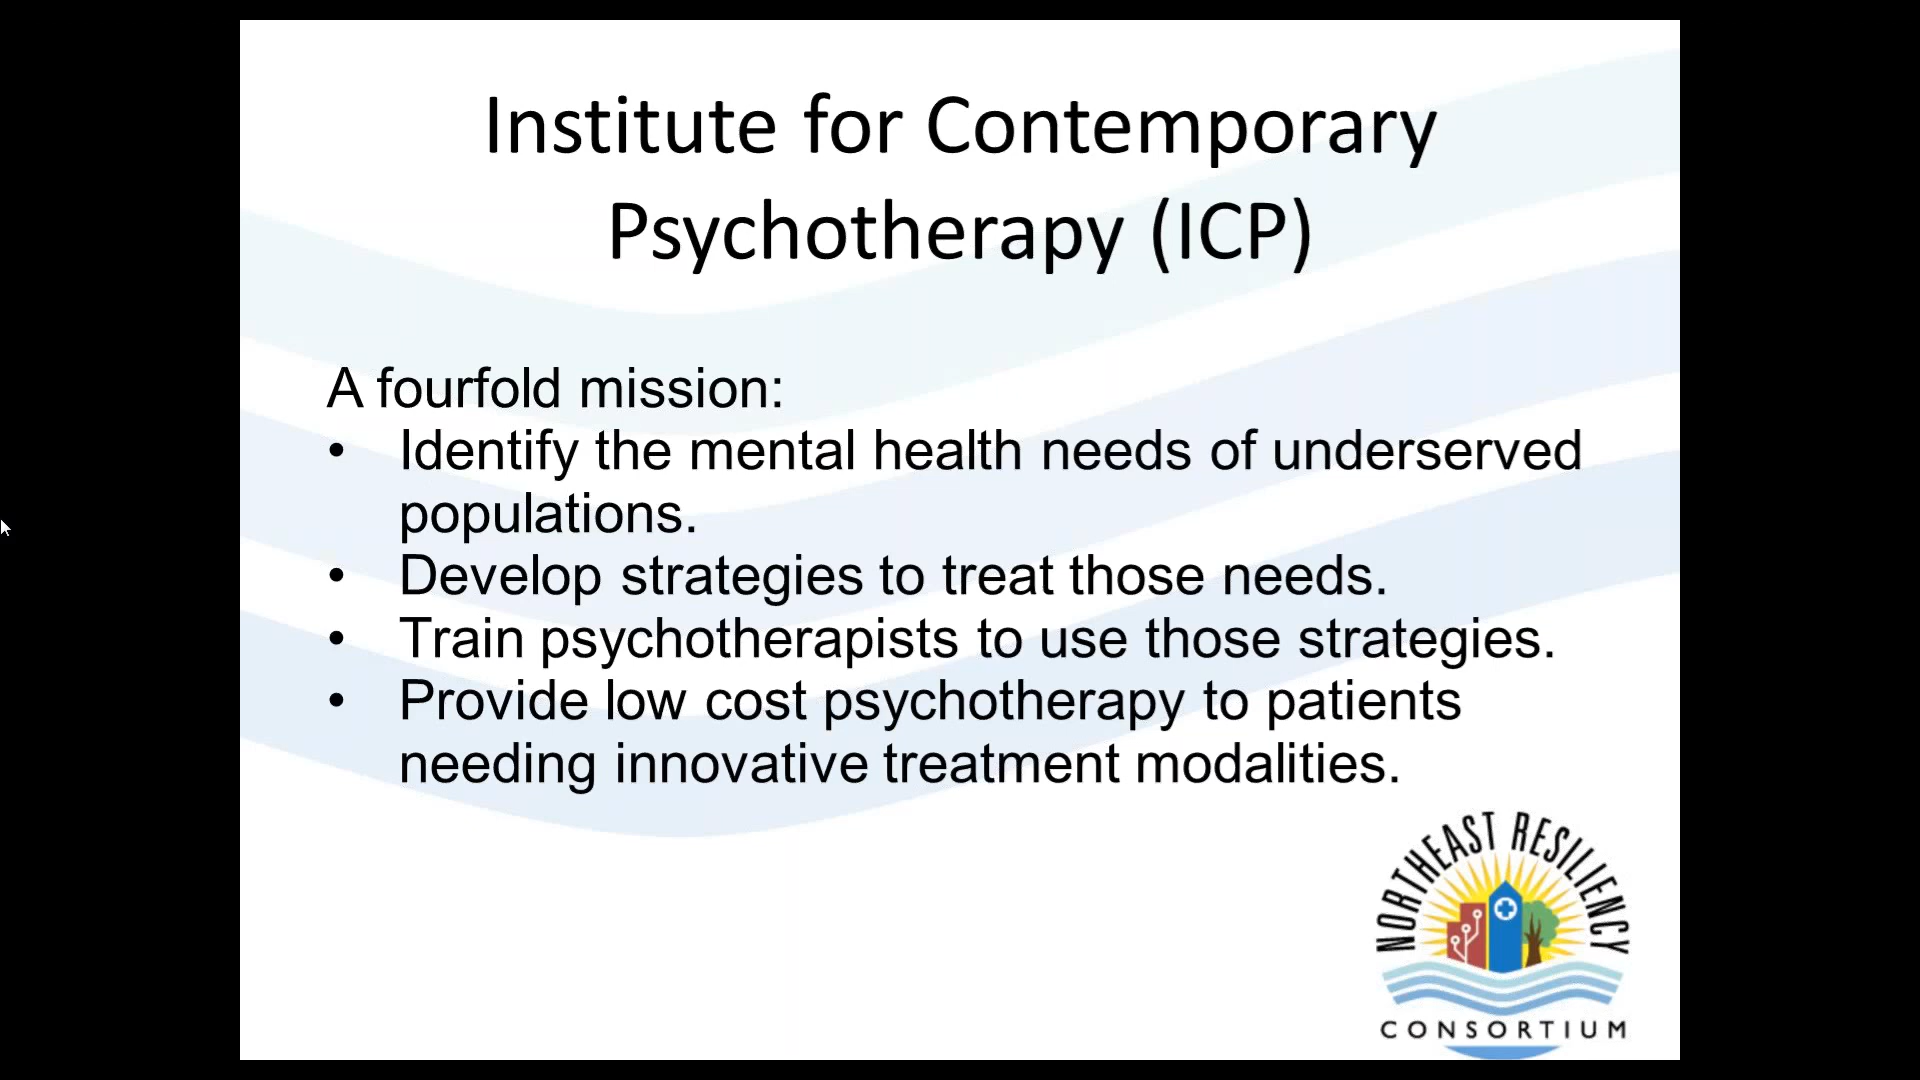 Institute for Contemporary
Psychotherapy (ICP)
A fourfold mission:
• Identify the mental health needs of underserved
populations.
• Develop strategies to treat those needs.
• Train psychotherapists to use those strategies.
• Provide low cost psychotherapy to patients
needing innovative treatment modalities.
NORTHEAST RESILIENCY
CONSORTIUM